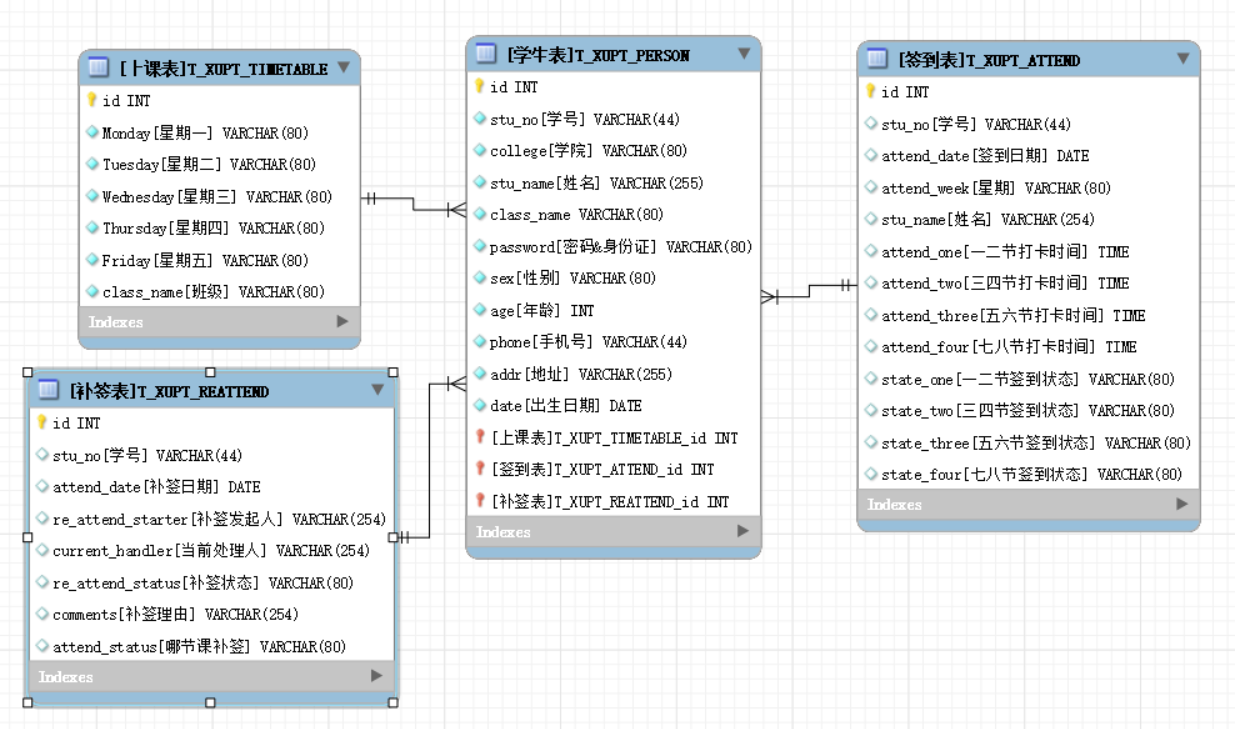 [上课表]T_XUPT_TIMETABLE
id INT
Monday[星期一] VARCHAR(80)
Tuesday[星期二] VARCHAR(80)
Wednesday[星期三] VARCHAR(80)
Thursday[星期四] VARCHAR(80)
Friday[星期五] VARCHAR(80)
class_name[班级] VARCHAR(80)
Indexes
[补签表]T_XUPT_REATTEND
id INT
stu_no[学号] VARCHAR(44)
attend_date[补签日期] DATE
re_attend_starter[补签发起人] VARCHAR(254)
current_handler[当前处理人] VARCHAR(254)
re_attend_status[补签状态] VARCHAR(80)
comments[补签理由] VARCHAR(254)
attend_status[哪节课补签] VARCHAR(80)
Indexes
[学生表]T_XUPT_PERSON
id INT
stu_no[学号] VARCHAR(44)
college[学院] VARCHAR(80)
stu_name[姓名] VARCHAR(255)
class_name VARCHAR(80)
password[密码&身份证] VARCHAR(80)
sex[性别] VARCHAR(80)
age[年龄] INT
phone[手机号] VARCHAR(44)
addr[地址] VARCHAR(255)
date[出生日期] DATE
[上课表]T_XUPT_TIMETABLE_id INT
[签到表]T_XUPT_ATTEND_id INT
[补签表]T_XUPT_REATTEND_id INT
Indexes
[签到表]T_XUPT_ATTEND
id INT
stu_no[学号] VARCHAR(44)
attend_date[签到日期] DATE
attend_week[星期] VARCHAR(80)
stu_name[姓名] VARCHAR(254)
attend_one[一二节打卡时间] TIME
attend_two[三四节打卡时间] TIME
attend_three[五六节打卡时间] TIME
attend_four[七八节打卡时间] TIME
state_one[一二节签到状态] VARCHAR(80)
state_two[三四节签到状态] VARCHAR(80)
state_three[五六节签到状态] VARCHAR(80)
state_four[七八节签到状态] VARCHAR(80)
Indexes